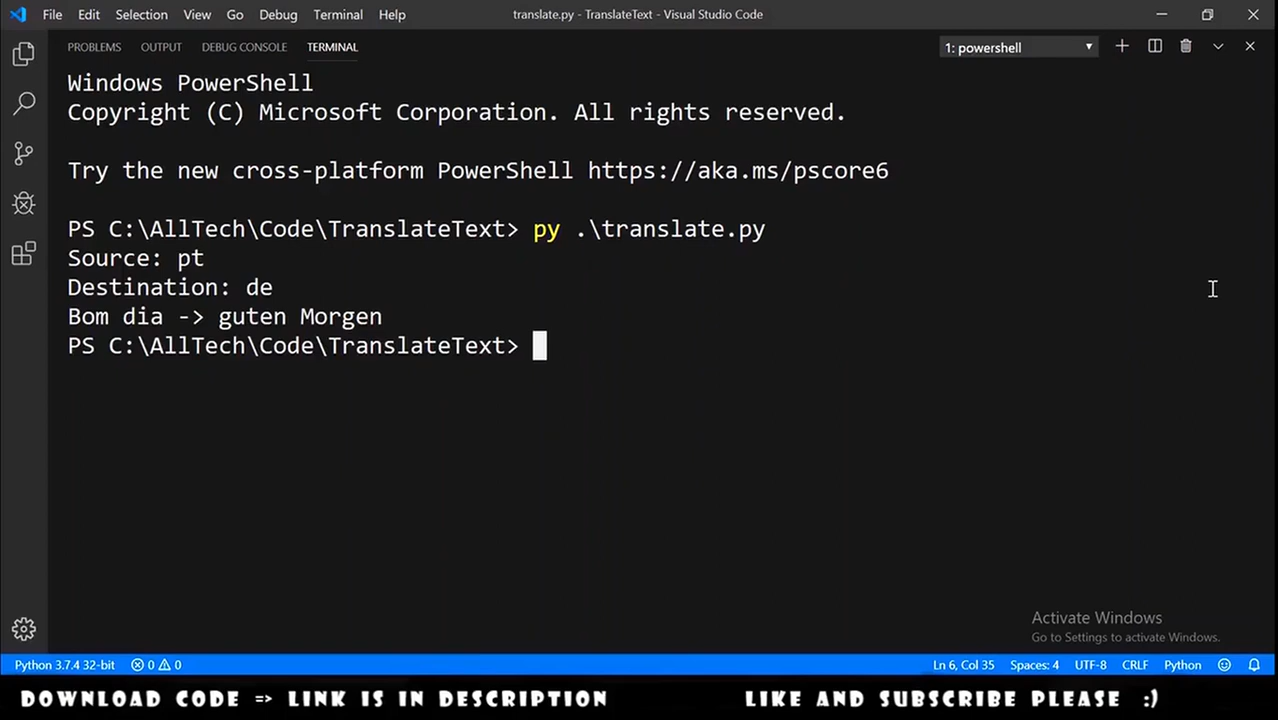 File Edit Selection View Go Debug Terminal Help translate.py - TranslateText - Visual Studio Code
PROBLEMS OUTPUT DEBUG CONSOLE TERMINAL 1: powershell
Windows PowerShell
Copyright (C) Microsoft Corporation. All rights reserved.
Try the new cross-platform PowerShell https://aka.ms/pscore6
PS C:\AllTech\Code\TranslateText> py .\translate.py
Source: pt
Destination: de
Bom dia -> guten Morgen
PS C:\AllTech\Code\TranslateText>
Activate Windows
Go to Settings to activate Windows.
Python 3.7.4 32-bit 0 0 Ln 6, Col 35 Spaces: 4 UTF-8 CRLF Python
DOWNLOAD CODE => LINK IS IN DESCRIPTION LIKE AND SUBSCRIBE PLEASE :)